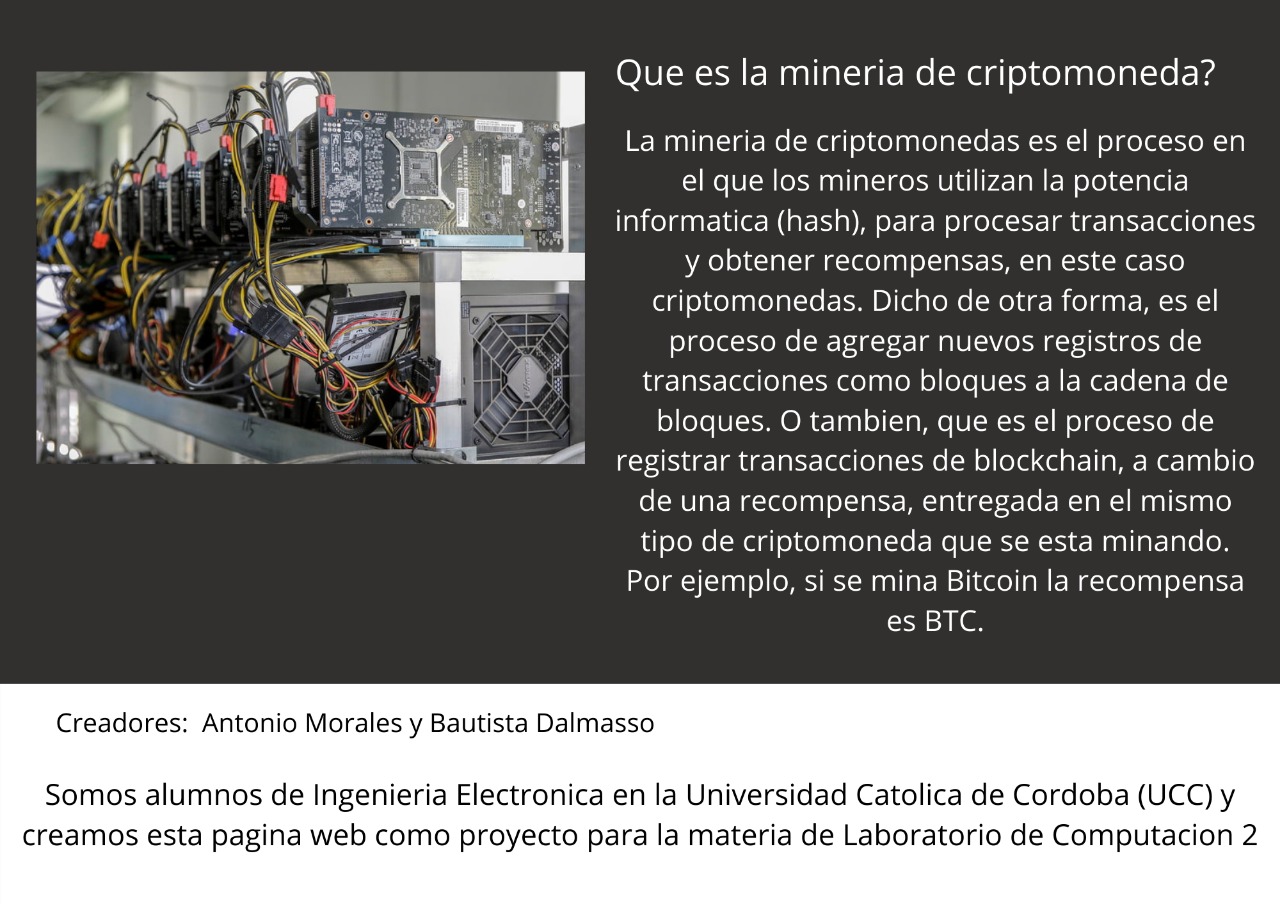 Que es la mineria de criptomoneda?
La mineria de criptomonedas es el proceso en
el que los mineros utilizan la potencia
informatica (hash), para procesar transacciones
y obtener recompensas, en este caso
criptomonedas. Dicho de otra forma, es el
proceso de agregar nuevos registros de
transacciones como bloques a la cadena de
bloques. O tambien, que es el proceso de
registrar transacciones de blockchain, a cambio
de una recompensa, entregada en el mismo
tipo de criptomoneda que se esta minando.
Por ejemplo, si se mina Bitcoin la recompensa
es BTC.
Creadores:  Antonio Morales y Bautista Dalmasso
Somos alumnos de Ingenieria Electronica en la Universidad Catolica de Cordoba (UCC) y
creamos esta pagina web como proyecto para la materia de Laboratorio de Computacion 2